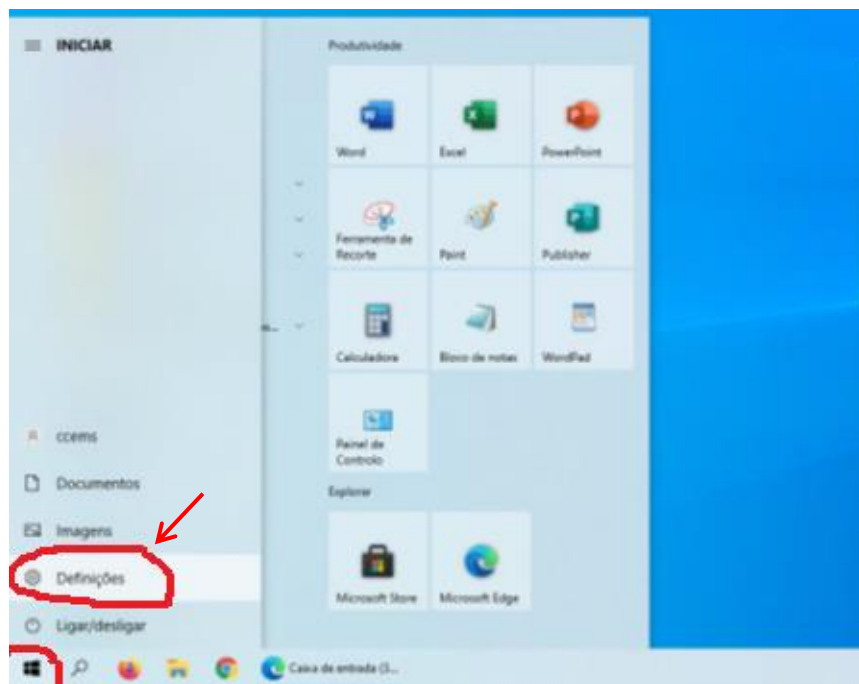 INICIAR
Produtividade
Word
Excel
PowerPoint
Ferramenta de
Recorte
Paint
Publisher
Calculadora
Bloco de notas
WordPad
Painel de
Controlo
ccems
Documentos
Explorar
Imagens
Definições
Microsoft Store
Microsoft Edge
Ligar/desligar
Caixa de entrada (3...